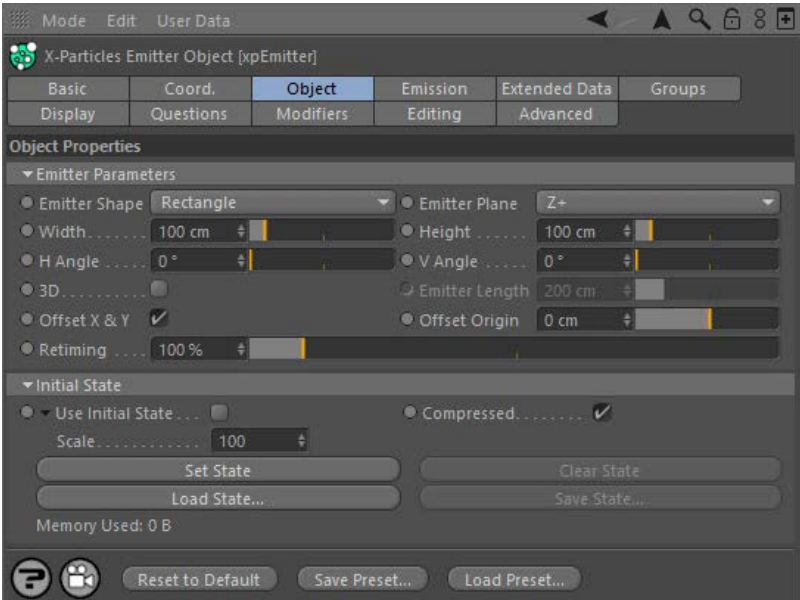 Mode Edit User Data
X-Particles Emitter Object [xpEmitter]
Basic Coord. Object Emission Extended Data Groups
Display Questions Modifiers Editing Advanced
Object Properties
Emitter Parameters
Emitter Shape Rectangle Emitter Plane Z+
Width....... 100 cm Height ...... 100 cm
H Angle .... 0 ° V Angle ..... 0 °
3D.......... Emitter Length 200 cm
Offset X & Y Offset Origin 0 cm
Retiming .... 100 %
Initial State
Use Initial State... Compressed........
Scale............ 100
Set State Clear State
Load State... Save State...
Memory Used: 0 B
Reset to Default Save Preset... Load Preset...